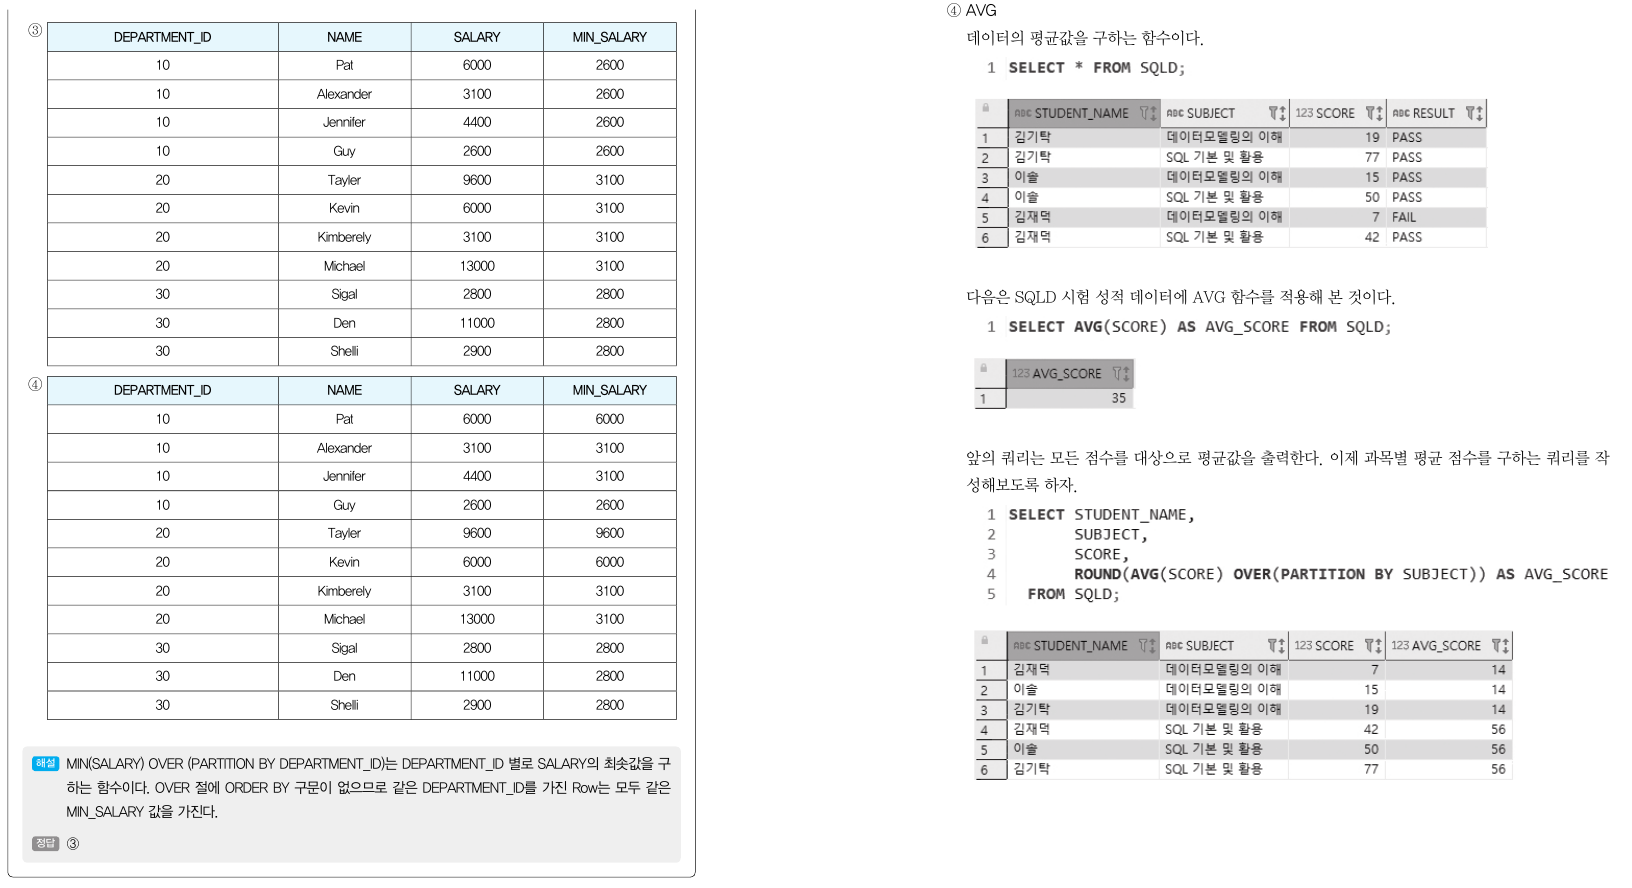 ③
DEPARTMENT_ID NAME SALARY MIN_SALARY
10 Pat 6000 2600
10 Alexander 3100 2600
10 Jennifer 4400 2600
10 Guy 2600 2600
20 Tayler 9600 3100
20 Kevin 6000 3100
20 Kimberely 3100 3100
20 Michael 13000 3100
30 Sigal 2800 2800
30 Den 11000 2800
30 Shelli 2900 2800
④
DEPARTMENT_ID NAME SALARY MIN_SALARY
10 Pat 6000 6000
10 Alexander 3100 3100
10 Jennifer 4400 3100
10 Guy 2600 2600
20 Tayler 9600 9600
20 Kevin 6000 6000
20 Kimberely 3100 3100
20 Michael 13000 3100
30 Sigal 2800 2800
30 Den 11000 2800
30 Shelli 2900 2800
해설 MIN(SALARY) OVER (PARTITION BY DEPARTMENT_ID)는 DEPARTMENT_ID 별로 SALARY의 최솟값을 구
하는 함수이다. OVER 절에 ORDER BY 구문이 없으므로 같은 DEPARTMENT_ID를 가진 Row는 모두 같은
MIN_SALARY 값을 가진다.
정답 ③
④ AVG
데이터의 평균값을 구하는 함수이다.
1 SELECT * FROM SQLD;
ABC STUDENT_NAME ABC SUBJECT 123 SCORE ABC RESULT
1 김기탁 데이터모델링의 이해 19 PASS
2 김기탁 SQL 기본 및 활용 77 PASS
3 이솔 데이터모델링의 이해 15 PASS
4 이솔 SQL 기본 및 활용 50 PASS
5 김재덕 데이터모델링의 이해 7 FAIL
6 김재덕 SQL 기본 및 활용 42 PASS
다음은 SQLD 시험 성적 데이터에 AVG 함수를 적용해 본 것이다.
1 SELECT AVG(SCORE) AS AVG_SCORE FROM SQLD;
123 AVG_SCORE
1 35
앞의 쿼리는 모든 점수를 대상으로 평균값을 출력한다. 이제 과목별 평균 점수를 구하는 쿼리를 작
성해보도록 하자.
1 SELECT STUDENT_NAME,
2 SUBJECT,
3 SCORE,
4 ROUND(AVG(SCORE) OVER(PARTITION BY SUBJECT)) AS AVG_SCORE
5 FROM SQLD;
ABC STUDENT_NAME ABC SUBJECT 123 SCORE 123 AVG_SCORE
1 김재덕 데이터모델링의 이해 7 14
2 이솔 데이터모델링의 이해 15 14
3 김기탁 데이터모델링의 이해 19 14
4 김재덕 SQL 기본 및 활용 42 56
5 이솔 SQL 기본 및 활용 50 56
6 김기탁 SQL 기본 및 활용 77 56